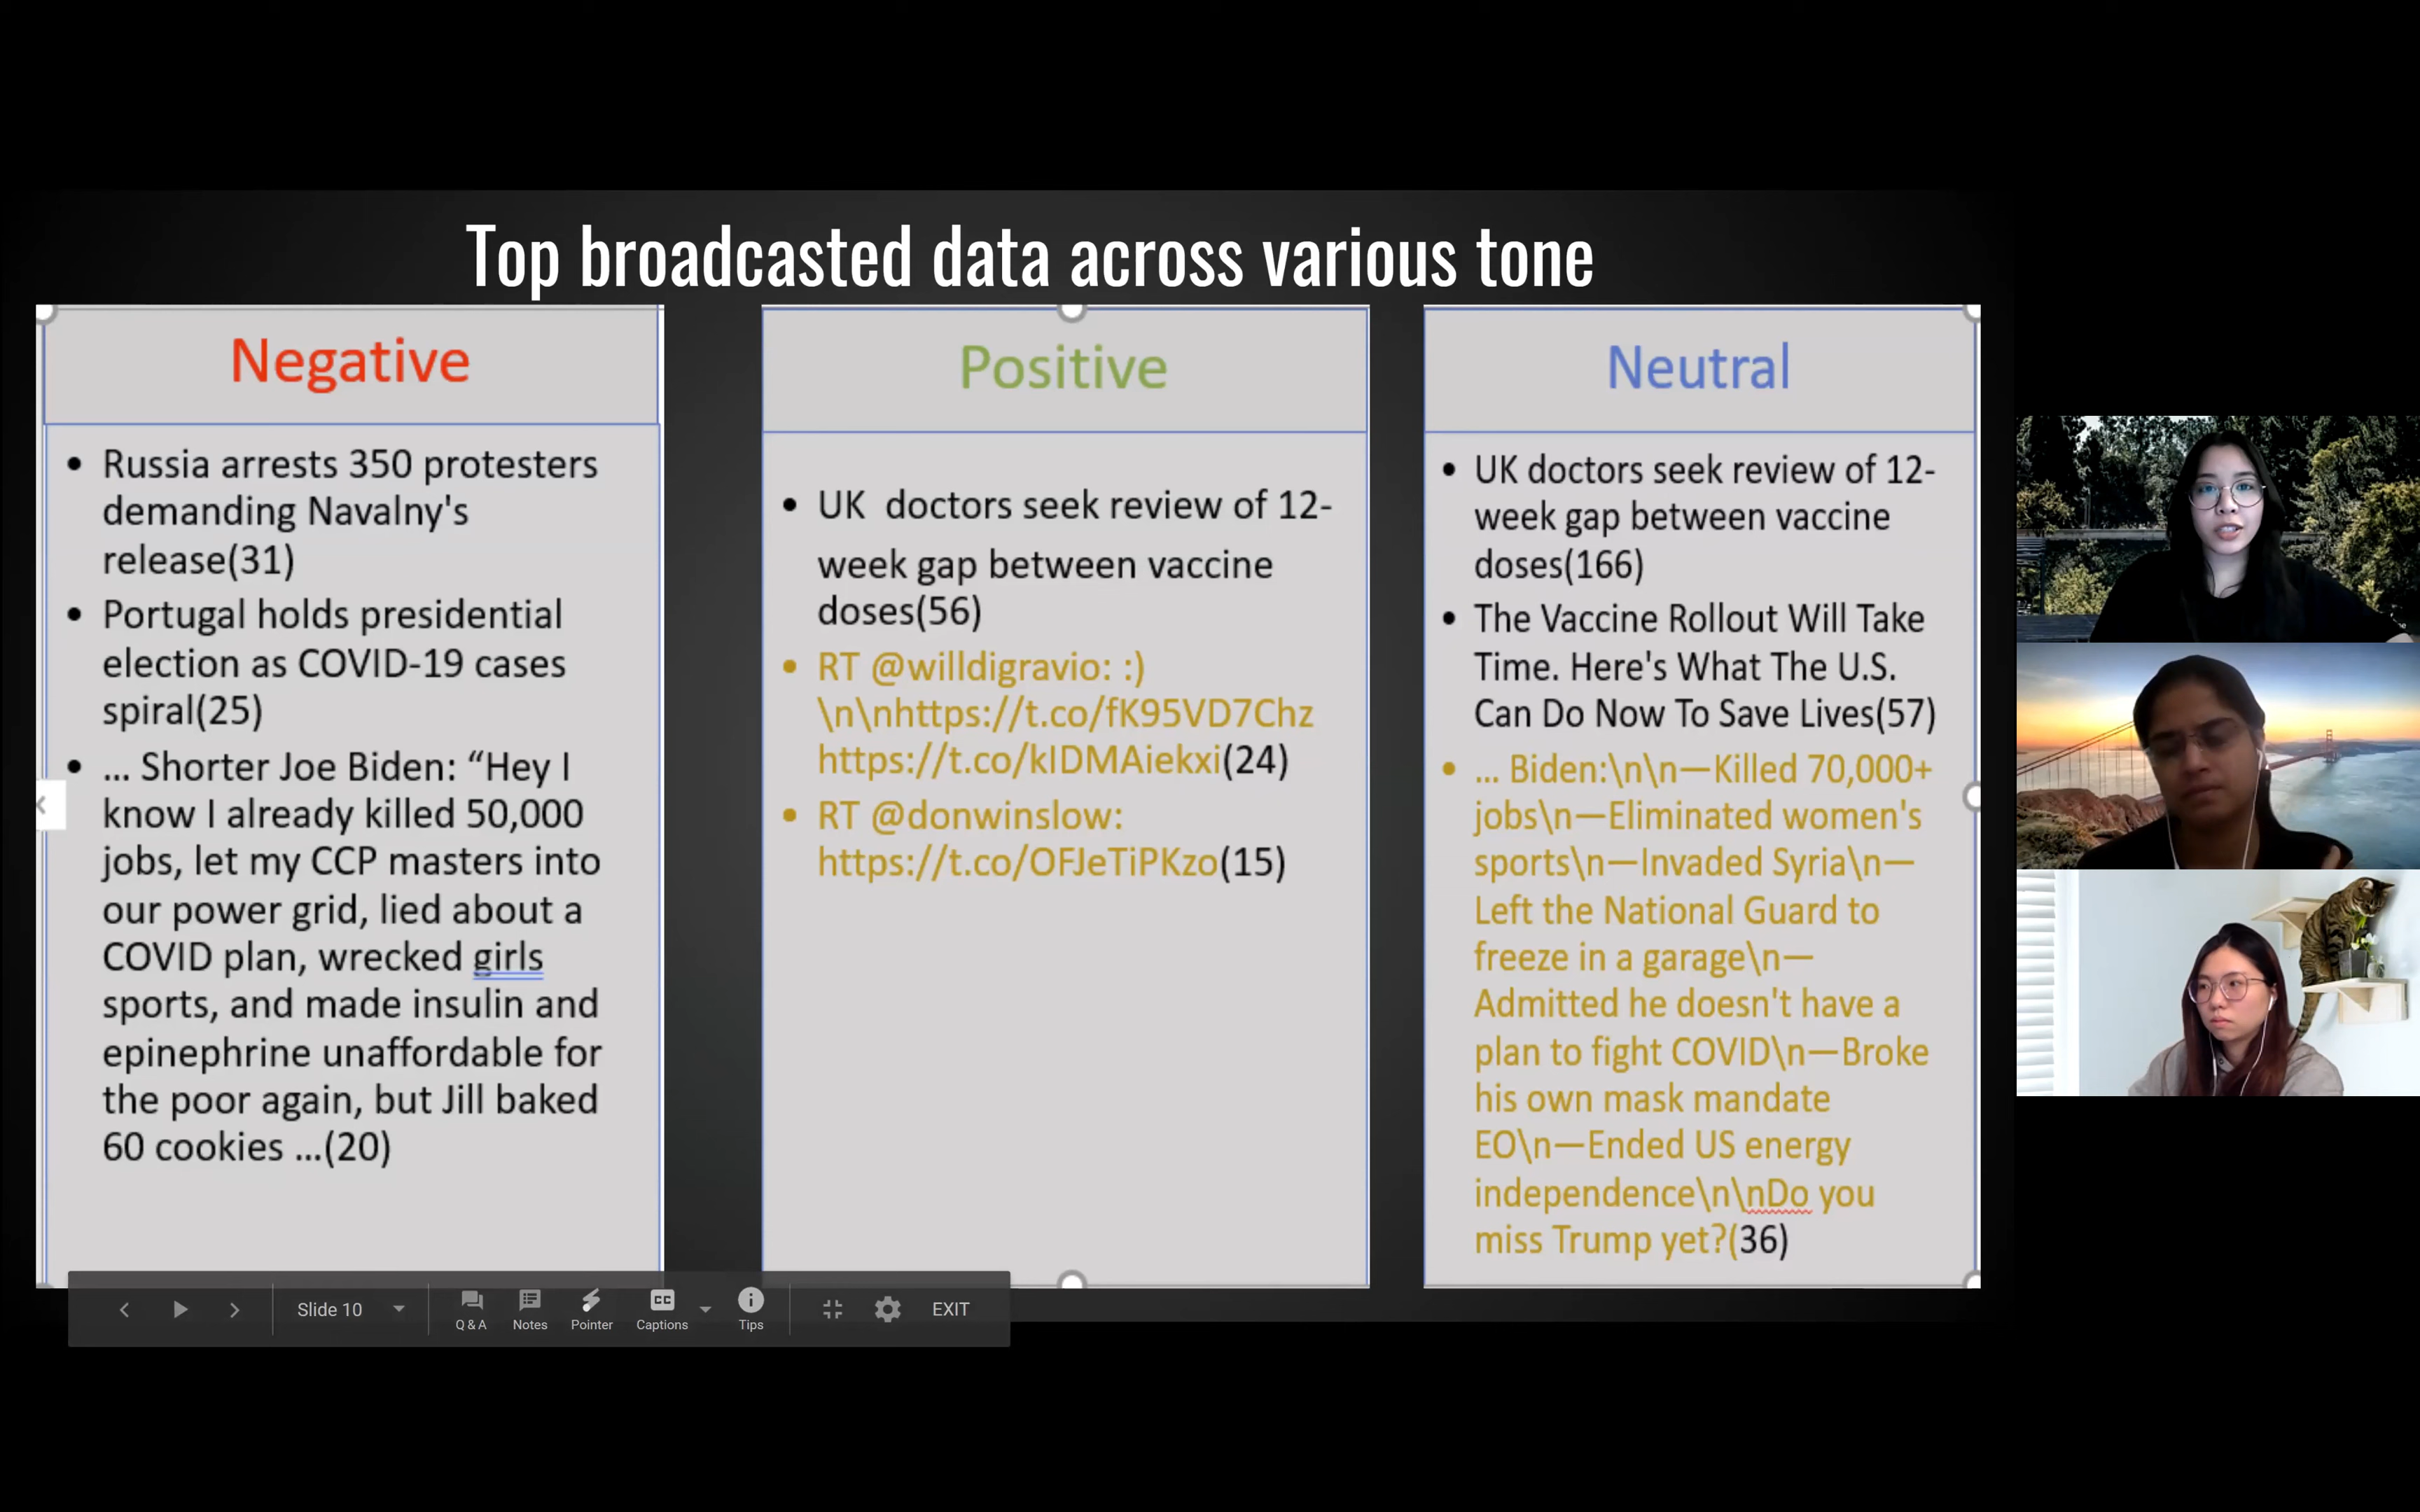 Top broadcasted data across various tone
Negative
• Russia arrests 350 protesters
demanding Navalny's
release(31)
• Portugal holds presidential
election as COVID-19 cases
spiral(25)
• ... Shorter Joe Biden: “Hey I
know I already killed 50,000
jobs, let my CCP masters into
our power grid, lied about a
COVID plan, wrecked girls
sports, and made insulin and
epinephrine unaffordable for
the poor again, but Jill baked
60 cookies ...(20)
Positive
• UK doctors seek review of 12-
week gap between vaccine
doses(56)
• RT @willdigravio: :)
\n\nhttps://t.co/fK95VD7Chz
https://t.co/kIDMAiekxi(24)
• RT @donwinslow:
https://t.co/OFJeTiPKzo(15)
Neutral
• UK doctors seek review of 12-
week gap between vaccine
doses(166)
• The Vaccine Rollout Will Take
Time. Here's What The U.S.
Can Do Now To Save Lives(57)
• ... Biden:\n\n—Killed 70,000+
jobs\n—Eliminated women's
sports\n—Invaded Syria\n—
Left the National Guard to
freeze in a garage\n—
Admitted he doesn't have a
plan to fight COVID\n—Broke
his own mask mandate
EO\n—Ended US energy
independence\n\nDo you
miss Trump yet?(36)
Slide 10
Q & A
Notes
Pointer
CC
Captions
Tips
EXIT